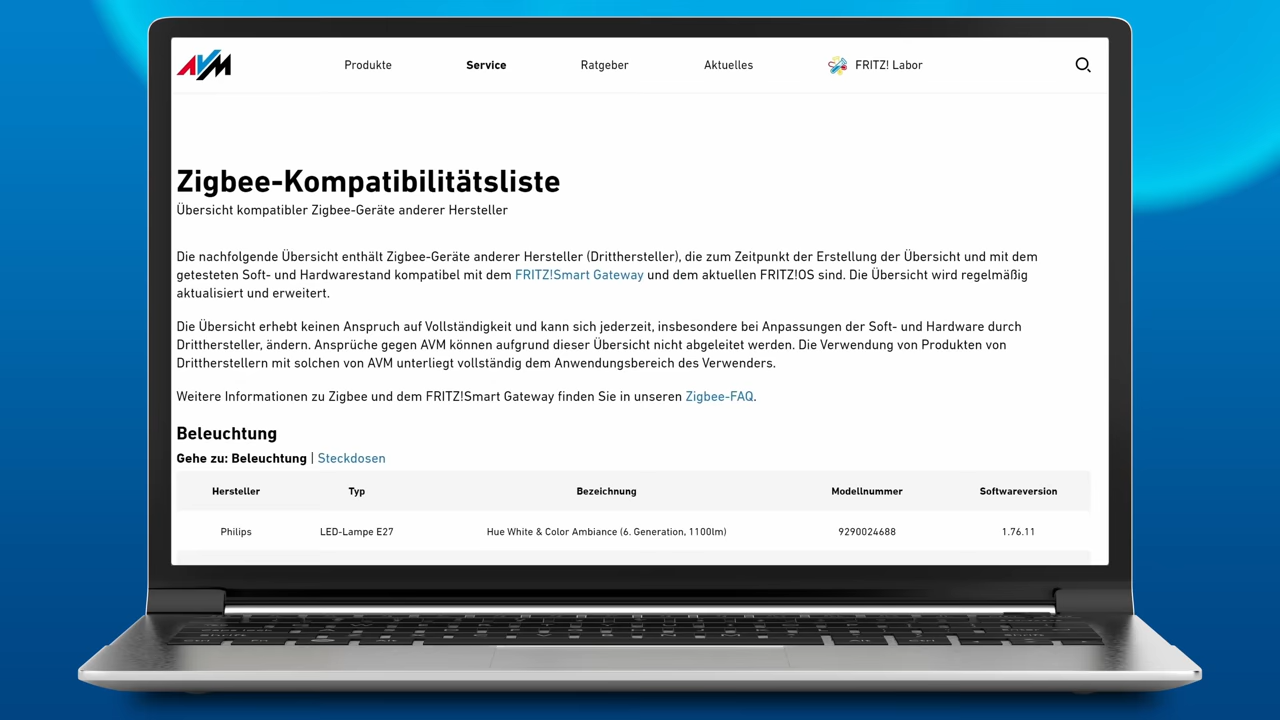 AVM
Produkte
Service
Ratgeber
Aktuelles
FRITZ! Labor
Zigbee-Kompatibilitätsliste
Übersicht kompatibler Zigbee-Geräte anderer Hersteller
Die nachfolgende Übersicht enthält Zigbee-Geräte anderer Hersteller (Dritthersteller), die zum Zeitpunkt der Erstellung der Übersicht und mit dem
getesteten Soft- und Hardwarestand kompatibel mit dem FRITZ!Smart Gateway und dem aktuellen FRITZ!OS sind. Die Übersicht wird regelmäßig
aktualisiert und erweitert.
Die Übersicht erhebt keinen Anspruch auf Vollständigkeit und kann sich jederzeit, insbesondere bei Anpassungen der Soft- und Hardware durch
Dritthersteller, ändern. Ansprüche gegen AVM können aufgrund dieser Übersicht nicht abgeleitet werden. Die Verwendung von Produkten von
Drittherstellern mit solchen von AVM unterliegt vollständig dem Anwendungsbereich des Verwenders.
Weitere Informationen zu Zigbee und dem FRITZ!Smart Gateway finden Sie in unseren Zigbee-FAQ.
Beleuchtung
Gehe zu: Beleuchtung | Steckdosen
Hersteller Typ Bezeichnung Modellnummer Softwareversion
Philips LED-Lampe E27 Hue White & Color Ambiance (6. Generation, 1100lm) 9290024688 1.76.11